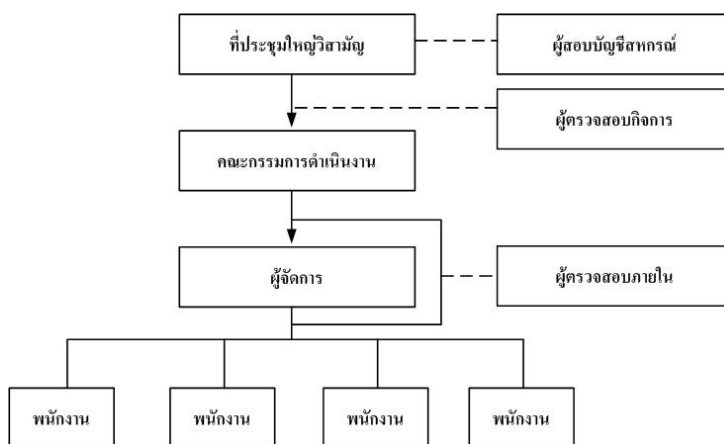 ที่ประชุมใหญ่วิสามัญ
ผู้สอบบัญชีสหกรณ์
ผู้ตรวจสอบกิจการ
คณะกรรมการดำเนินงาน
ผู้จัดการ
ผู้ตรวจสอบภายใน
พนักงาน
พนักงาน
พนักงาน
พนักงาน